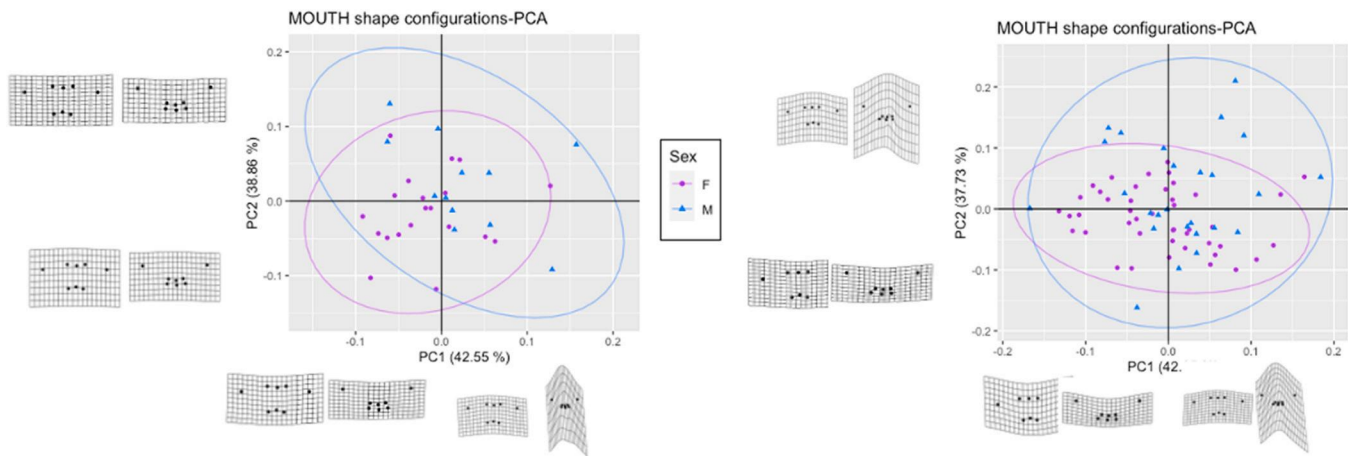 MOUTH shape configurations-PCA
PC2 (38.86 %)
0.2
0.1
0.0
-0.1
-0.1
0.0
0.1
0.2
PC1 (42.55 %)
Sex
F
M
MOUTH shape configurations-PCA
PC2 (37.73 %)
0.2
0.1
0.0
-0.1
-0.2
-0.2
-0.1
0.0
0.1
0.2
PC1 (42.